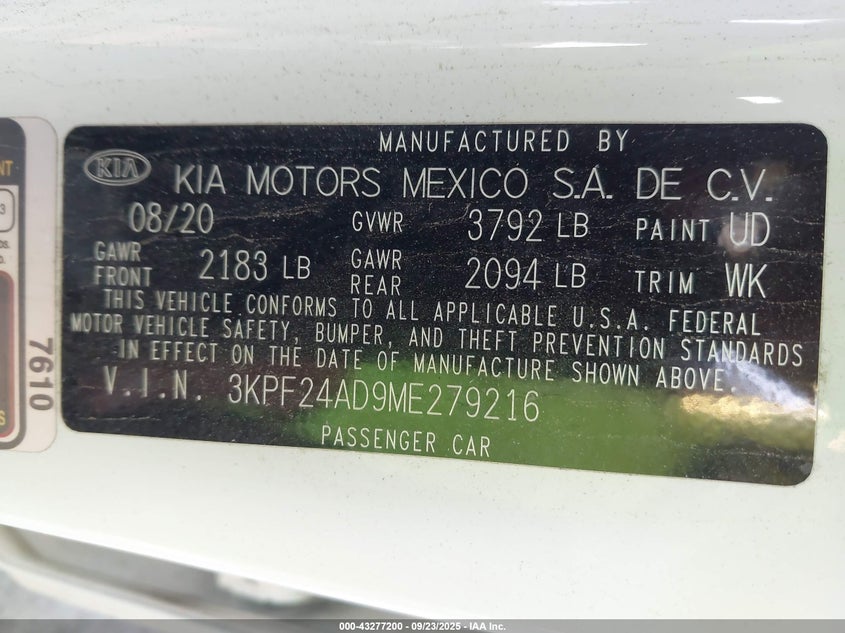 MANUFACTURED BY
KIA KIA MOTORS MEXICO S.A. DE C.V.
08/20 GVWR 3792 LB PAINT UD
GAWR FRONT 2183 LB GAWR REAR 2094 LB TRIM WK
THIS VEHICLE CONFORMS TO ALL APPLICABLE U.S.A. FEDERAL
MOTOR VEHICLE SAFETY, BUMPER, AND THEFT PREVENTION STANDARDS
IN EFFECT ON THE DATE OF MANUFACTURE SHOWN ABOVE.
V.I.N. 3KPF24AD9ME279216
PASSENGER CAR
7610
000-43277200 - 09/23/2025 - IAA Inc.